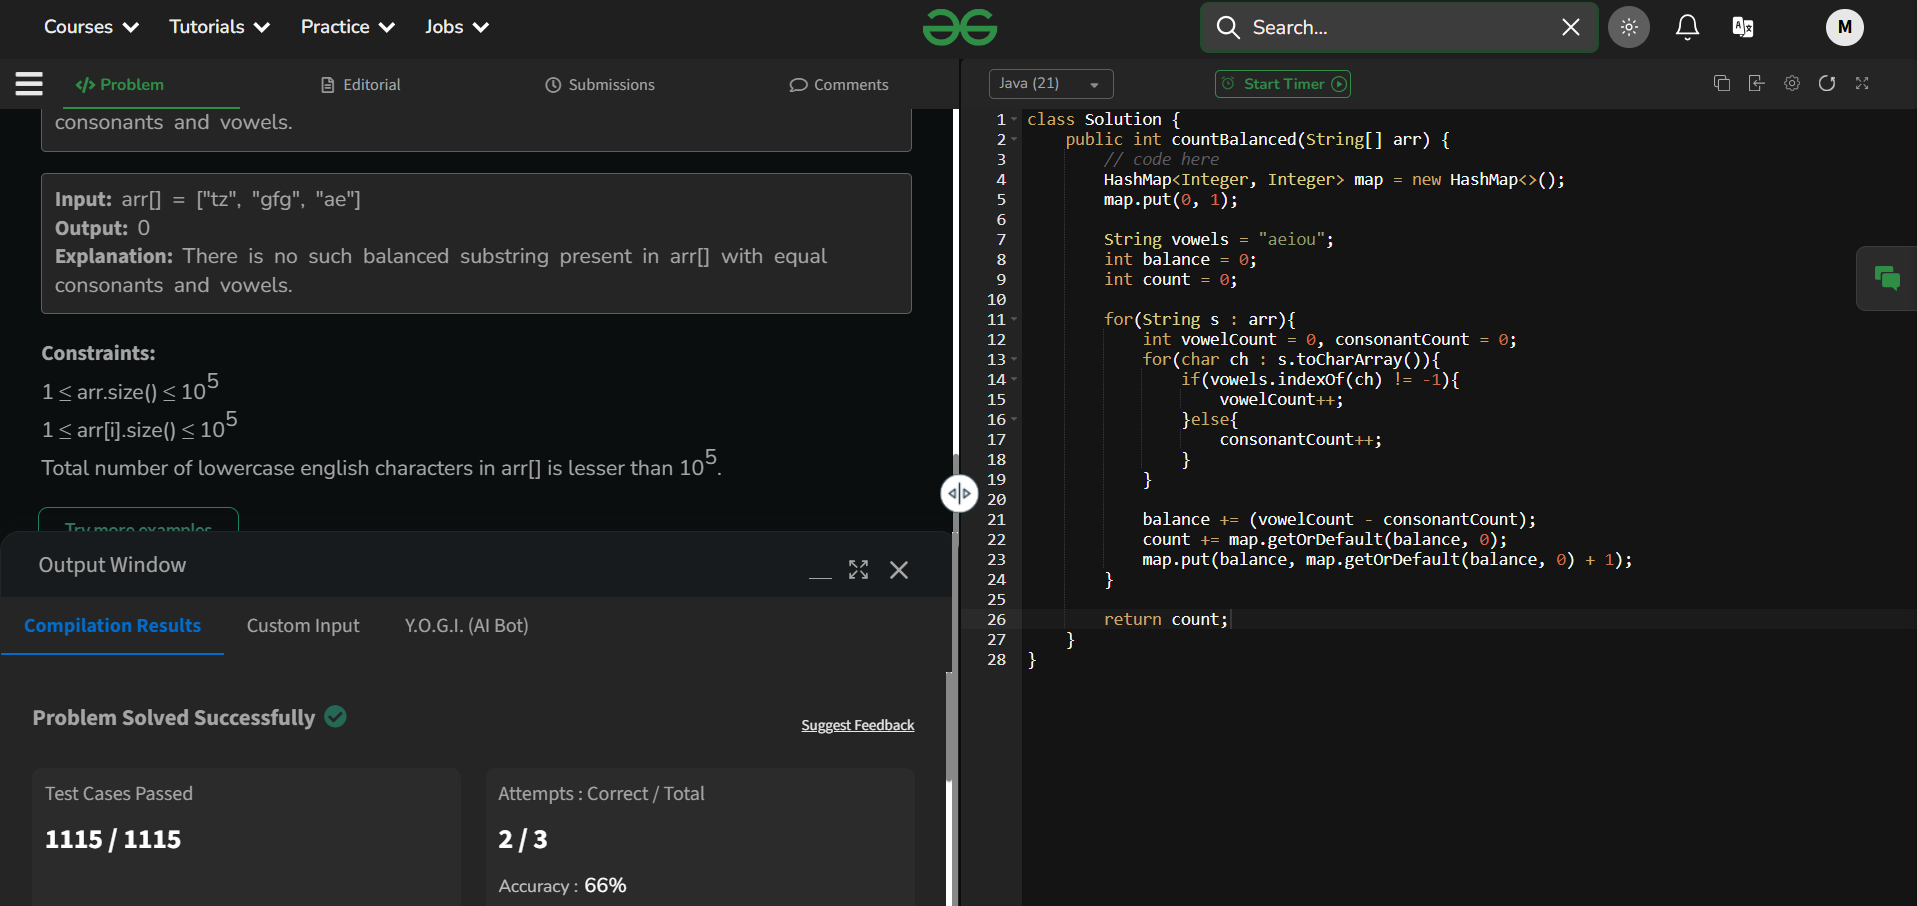 Courses Tutorials Practice Jobs Search... M
Problem Editorial Submissions Comments
consonants and vowels.
Input: arr[] = ["tz", "gfg", "ae"]
Output: 0
Explanation: There is no such balanced substring present in arr[] with equal
consonants and vowels.
Constraints:
1 ≤ arr.size() ≤ 10^5
1 ≤ arr[i].size() ≤ 10^5
Total number of lowercase english characters in arr[] is lesser than 10^5.
Try more examples
Output Window
Compilation Results Custom Input Y.O.G.I. (AI Bot)
Problem Solved Successfully
Suggest Feedback
Test Cases Passed
1115 / 1115
Attempts : Correct / Total
2 / 3
Accuracy : 66%
Java (21) Start Timer
1 class Solution {
2     public int countBalanced(String[] arr) {
3         // code here
4         HashMap<Integer, Integer> map = new HashMap<>();
5         map.put(0, 1);
6
7         String vowels = "aeiou";
8         int balance = 0;
9         int count = 0;
10
11         for(String s : arr){
12             int vowelCount = 0, consonantCount = 0;
13             for(char ch : s.toCharArray()){
14                 if(vowels.indexOf(ch) != -1){
15                     vowelCount++;
16                 }else{
17                     consonantCount++;
18                 }
19             }
20
21             balance += (vowelCount - consonantCount);
22             count += map.getOrDefault(balance, 0);
23             map.put(balance, map.getOrDefault(balance, 0) + 1);
24         }
25
26         return count;
27     }
28 }